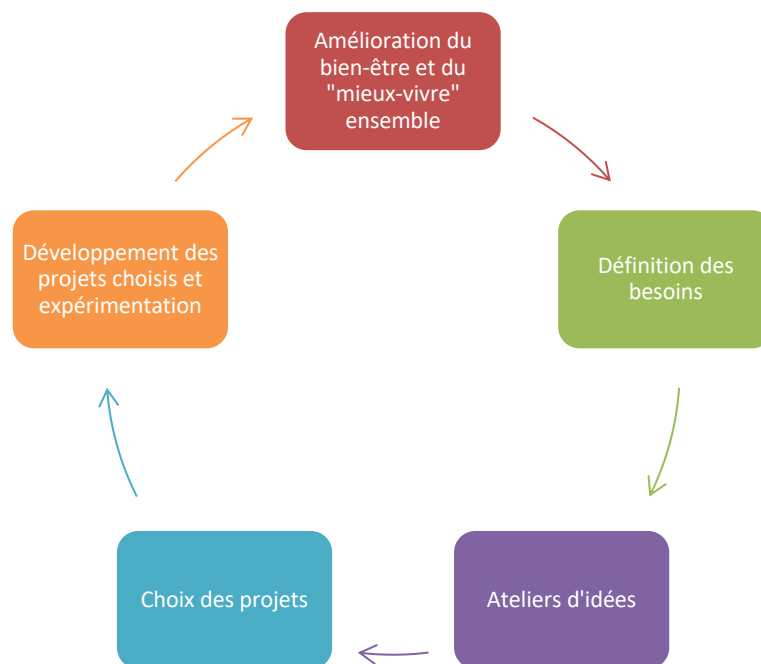 Amélioration du
bien-être et du
"mieux-vivre"
ensemble
Définition des
besoins
Ateliers d'idées
Choix des projets
Développement des
projets choisis et
expérimentation